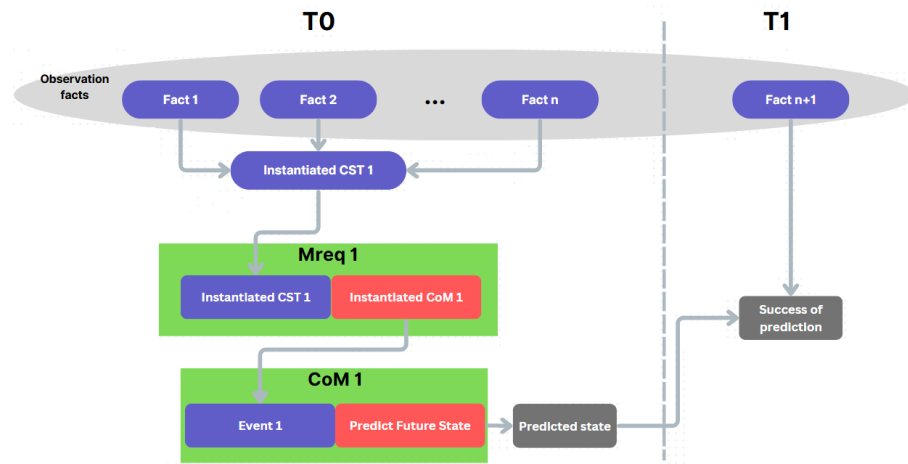 T0
T1
Observation
facts
Fact 1
Fact 2
...
Fact n
Fact n+1
Instantiated CST 1
Mreq 1
Instantiated CST 1
Instantiated CoM 1
Success of
prediction
CoM 1
Event 1
Predict Future State
Predicted state